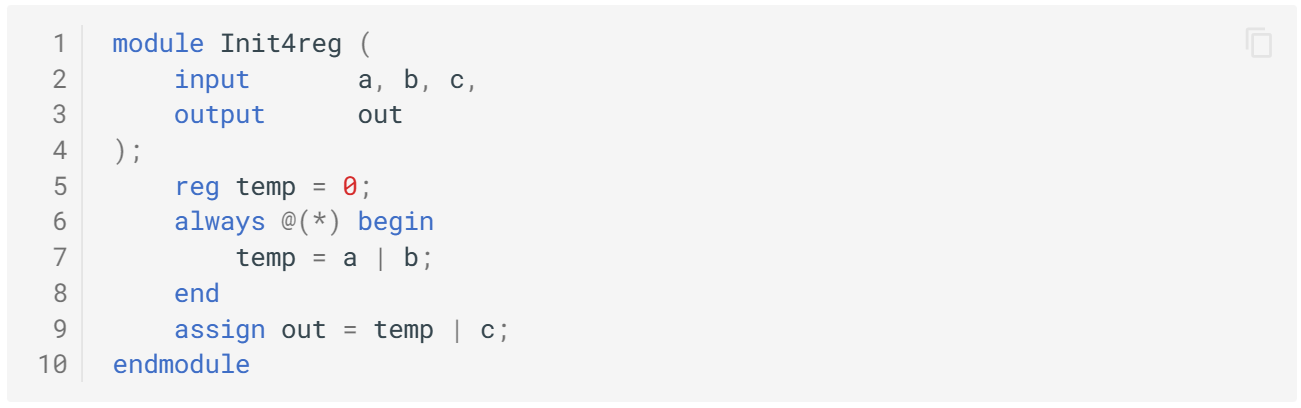 1 module Init4reg (
2     input       a, b, c,
3     output      out
4 );
5     reg temp = 0;
6     always @(*) begin
7         temp = a | b;
8     end
9     assign out = temp | c;
10 endmodule